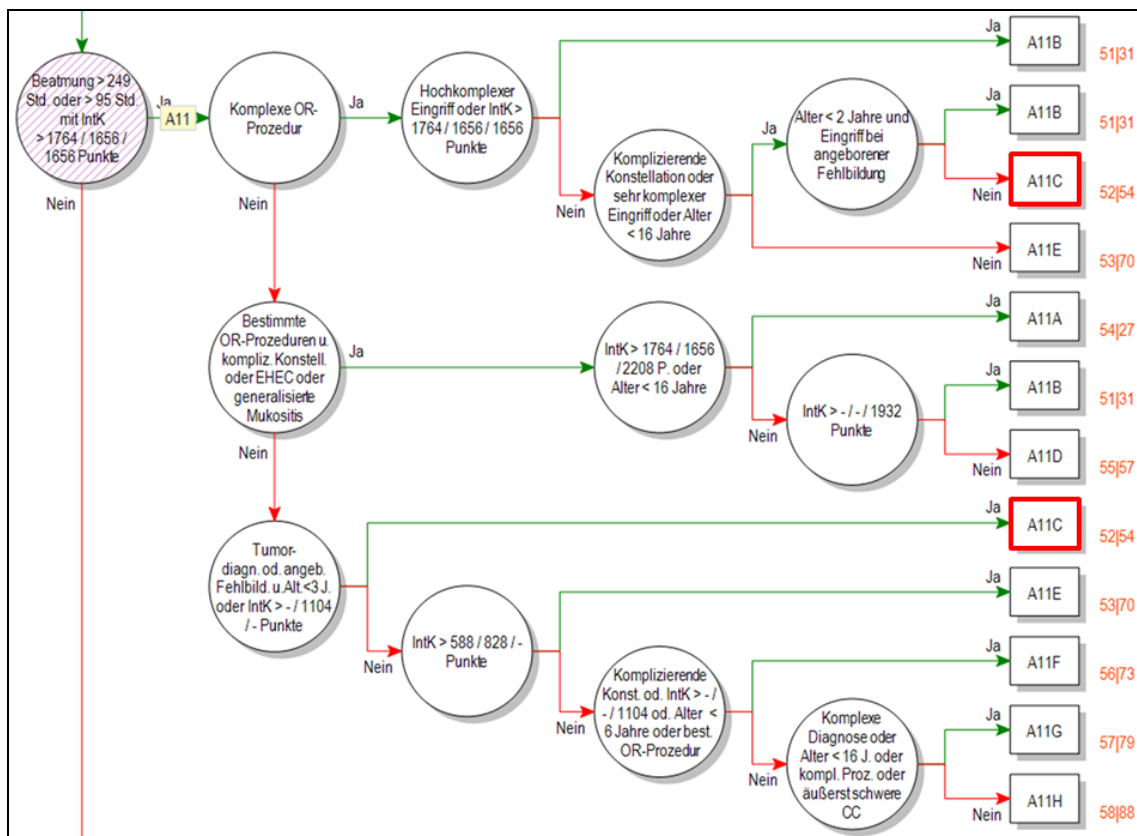 Beatmung > 249
Std. oder > 95 Std.
mit IntK
> 1764 / 1656 /
1656 Punkte
Ja
A11
Nein
Komplexe OR-
Prozedur
Ja
Nein
Hochkomplexer
Eingriff oder IntK >
1764 / 1656 / 1656
Punkte
Ja
A11B
51|31
Nein
Komplizierende
Konstellation oder
sehr komplexer
Eingriff oder Alter
< 16 Jahre
Ja
Alter < 2 Jahre und
Eingriff bei
angeborener
Fehlbildung
Ja
A11B
51|31
Nein
A11C
52|54
Nein
A11E
53|70
Bestimmte
OR-Prozeduren u.
kompliz. Konstell.
oder EHEC oder
generalisierte
Mukositis
Ja
Nein
IntK > 1764 / 1656
/ 2208 P. oder
Alter < 16 Jahre
Ja
A11A
54|27
Nein
IntK > - / - / 1932
Punkte
Ja
A11B
51|31
Nein
A11D
55|57
Tumor-
diagn. od. angeb.
Fehlbild. u.Alt.<3 J.
oder IntK > - / 1104
/ - Punkte
Ja
A11C
52|54
Nein
IntK > 588 / 828 / -
Punkte
Ja
A11E
53|70
Nein
Komplizierende
Konst. od. IntK > - /
- / 1104 od. Alter <
6 Jahre oder best.
OR-Prozedur
Ja
A11F
56|73
Nein
Komplexe
Diagnose oder
Alter < 16 J. oder
kompl. Proz. oder
äußerst schwere
CC
Ja
A11G
57|79
Nein
A11H
58|88